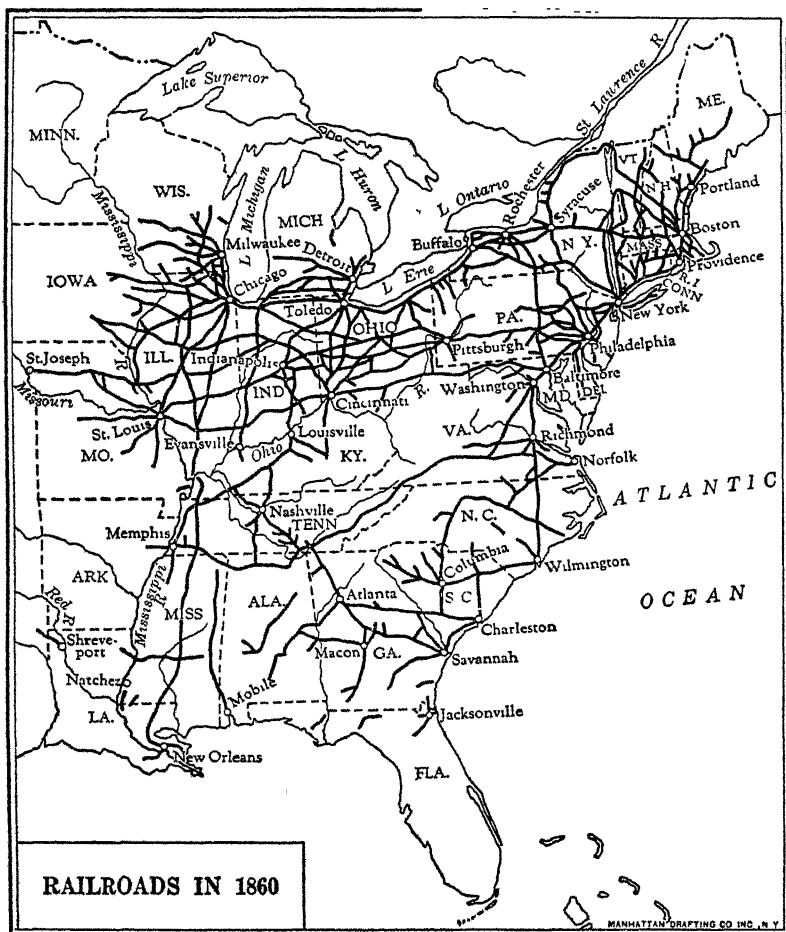 Lake Superior
St Laurence R
ME.
MINN.
VT
N H
WIS.
L Michigan
L Huron
MICH
L Ontario
Rochester
Syracuse
Portland
Mississippi
Milwaukee
Detroit
Buffalo
N Y.
MASS
Boston
Providence
R. I
CONN
IOWA
Chicago
L Erie
Toledo
OHIO
PA.
New York
St. Joseph
R
ILL.
Indianapolis
Pittsburgh
Philadelphia
Missouri
IND
Cincinnati
R.
Washington
Baltimore
MD
DEL
St. Louis
MO.
Evansville
Ohio
Louisville
KY.
VA.
Richmond
Norfolk
ATLANTIC
Nashville
TENN
N. C.
Memphis
Columbia
Wilmington
ARK
Mississippi R
MISS
ALA.
Atlanta
S C
OCEAN
Red R
Shreve-
port
Charleston
Macon
GA.
Savannah
Natchez
LA.
Mobile
Jacksonville
New Orleans
FLA.
RAILROADS IN 1860
MANHATTAN DRAFTING CO INC., N Y